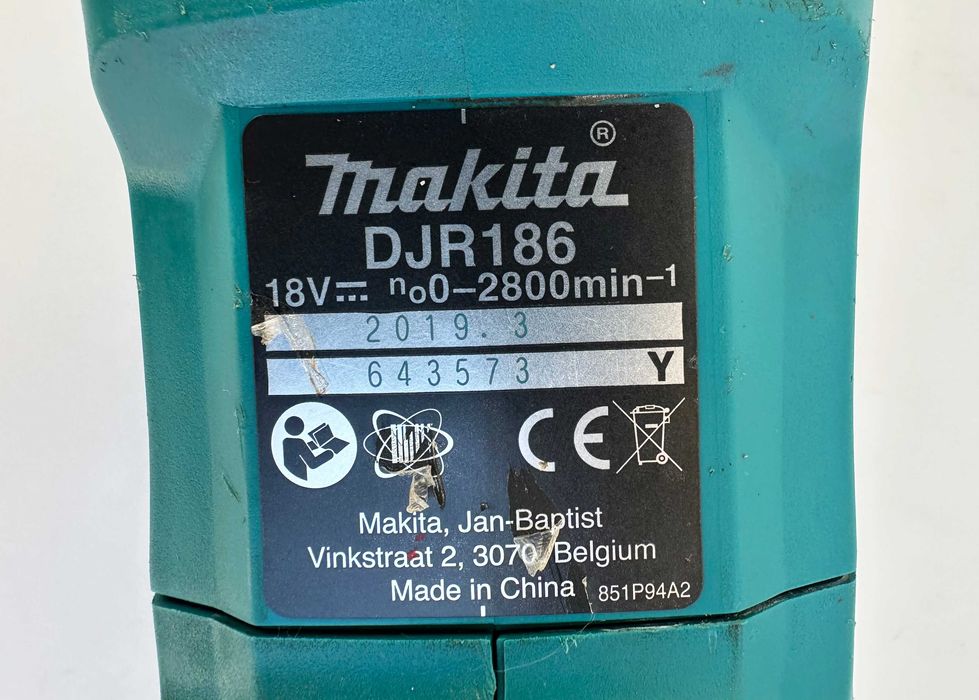 makita®
DJR186
18V⎓ n₀0–2800min⁻¹
2019.3
643573 Y
CE
Makita, Jan-Baptist
Vinkstraat 2, 3070, Belgium
Made in China 851P94A2